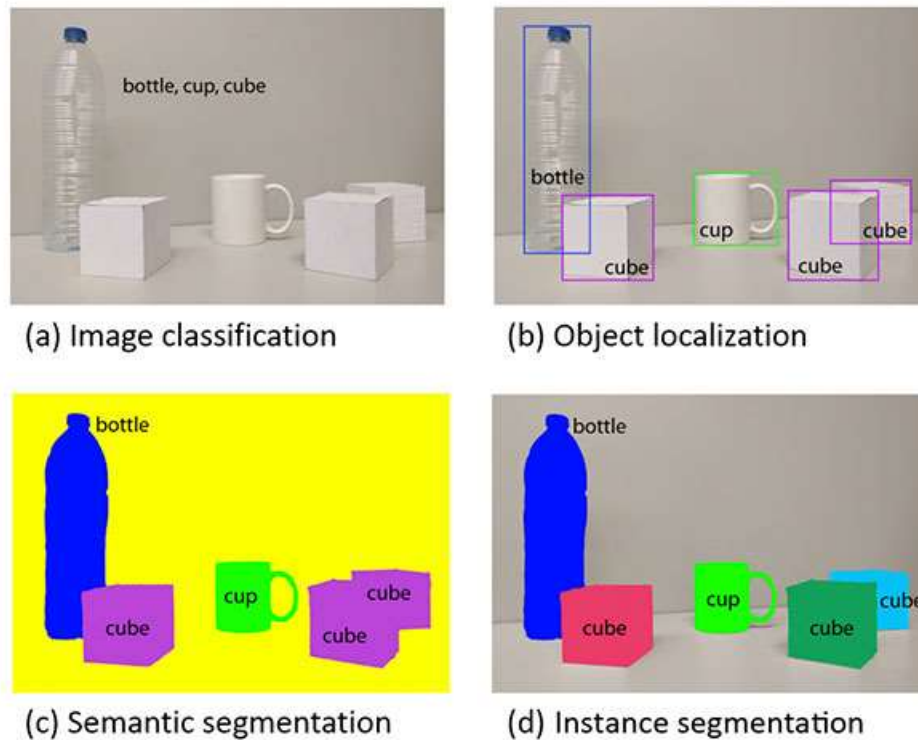 bottle, cup, cube
bottle
cup
cube
cube
cube
(a) Image classification
(b) Object localization
bottle
cup
cube
cube
cube
bottle
cup
cube
cube
cube
(c) Semantic segmentation
(d) Instance segmentation